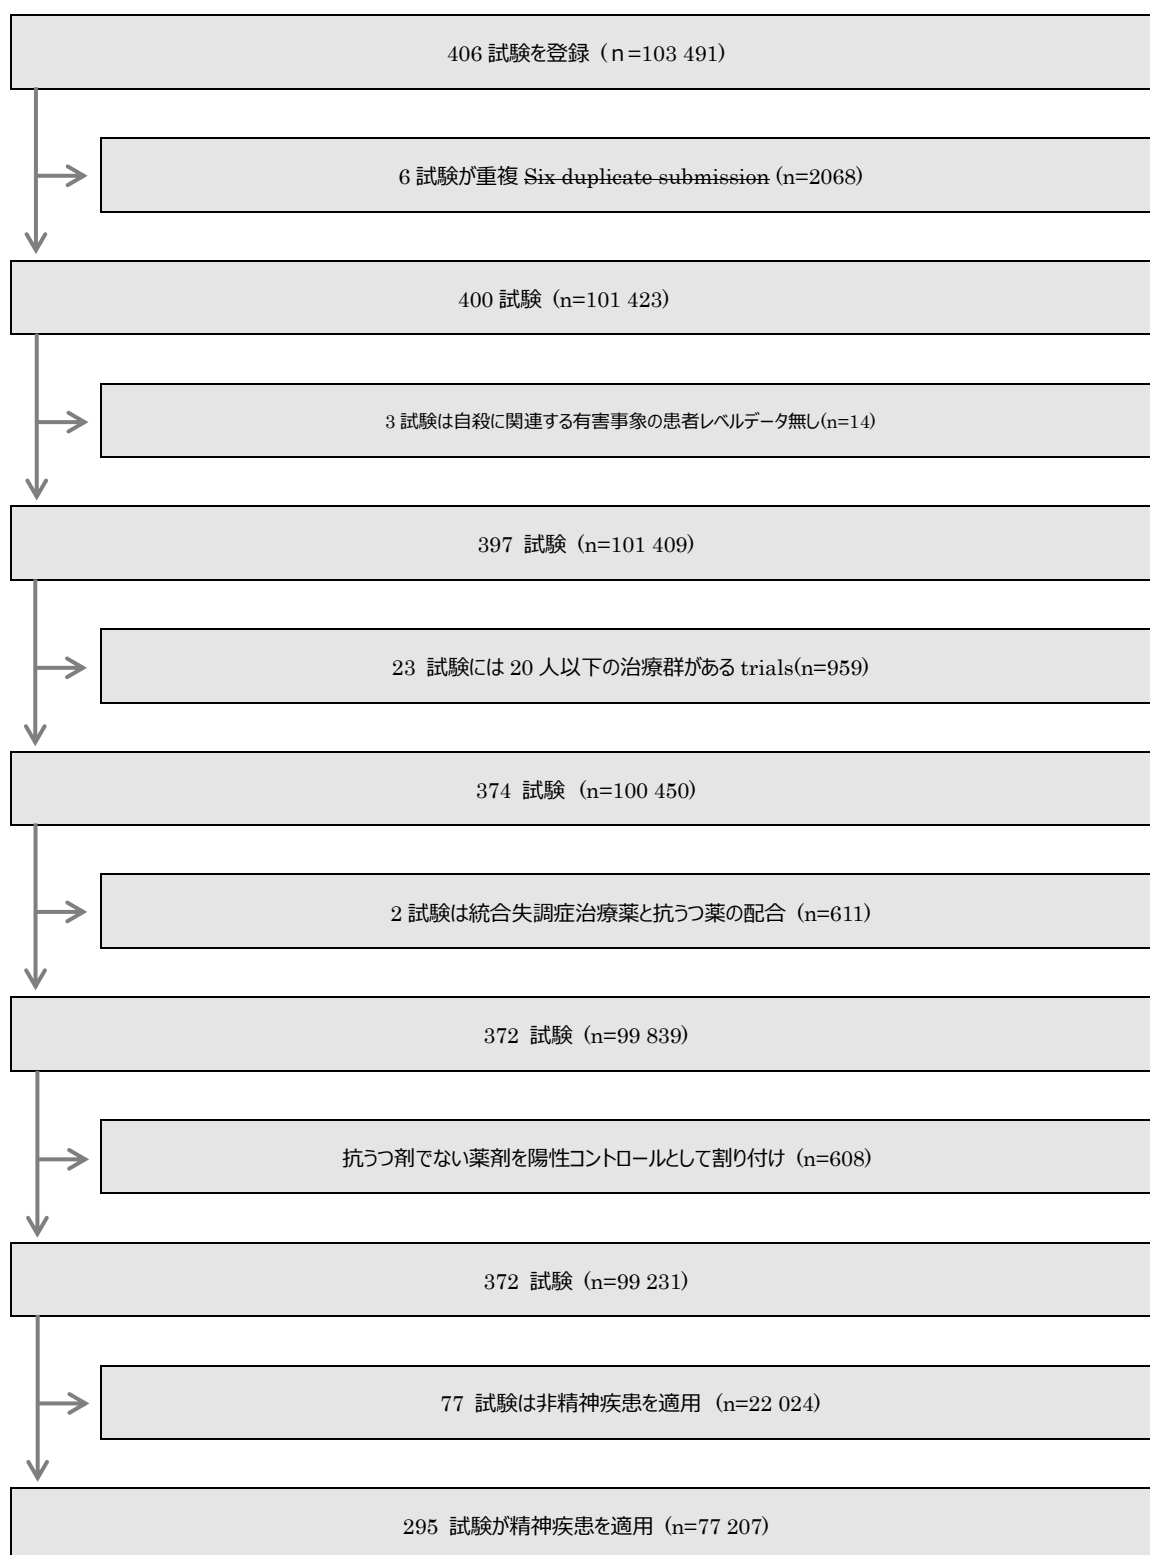 406 試験を登録 (ｎ=103 491)
6 試験が重複 Six duplicate submission (n=2068)
400 試験 (n=101 423)
3 試験は自殺に関連する有害事象の患者レベルデータ無し(n=14)
397 試験 (n=101 409)
23 試験には 20 人以下の治療群がある trials(n=959)
374 試験 (n=100 450)
2 試験は統合失調症治療薬と抗うつ薬の配合 (n=611)
372 試験 (n=99 839)
抗うつ剤でない薬剤を陽性コントロールとして割り付け (n=608)
372 試験 (n=99 231)
77 試験は非精神疾患を適用 (n=22 024)
295 試験が精神疾患を適用 (n=77 207)